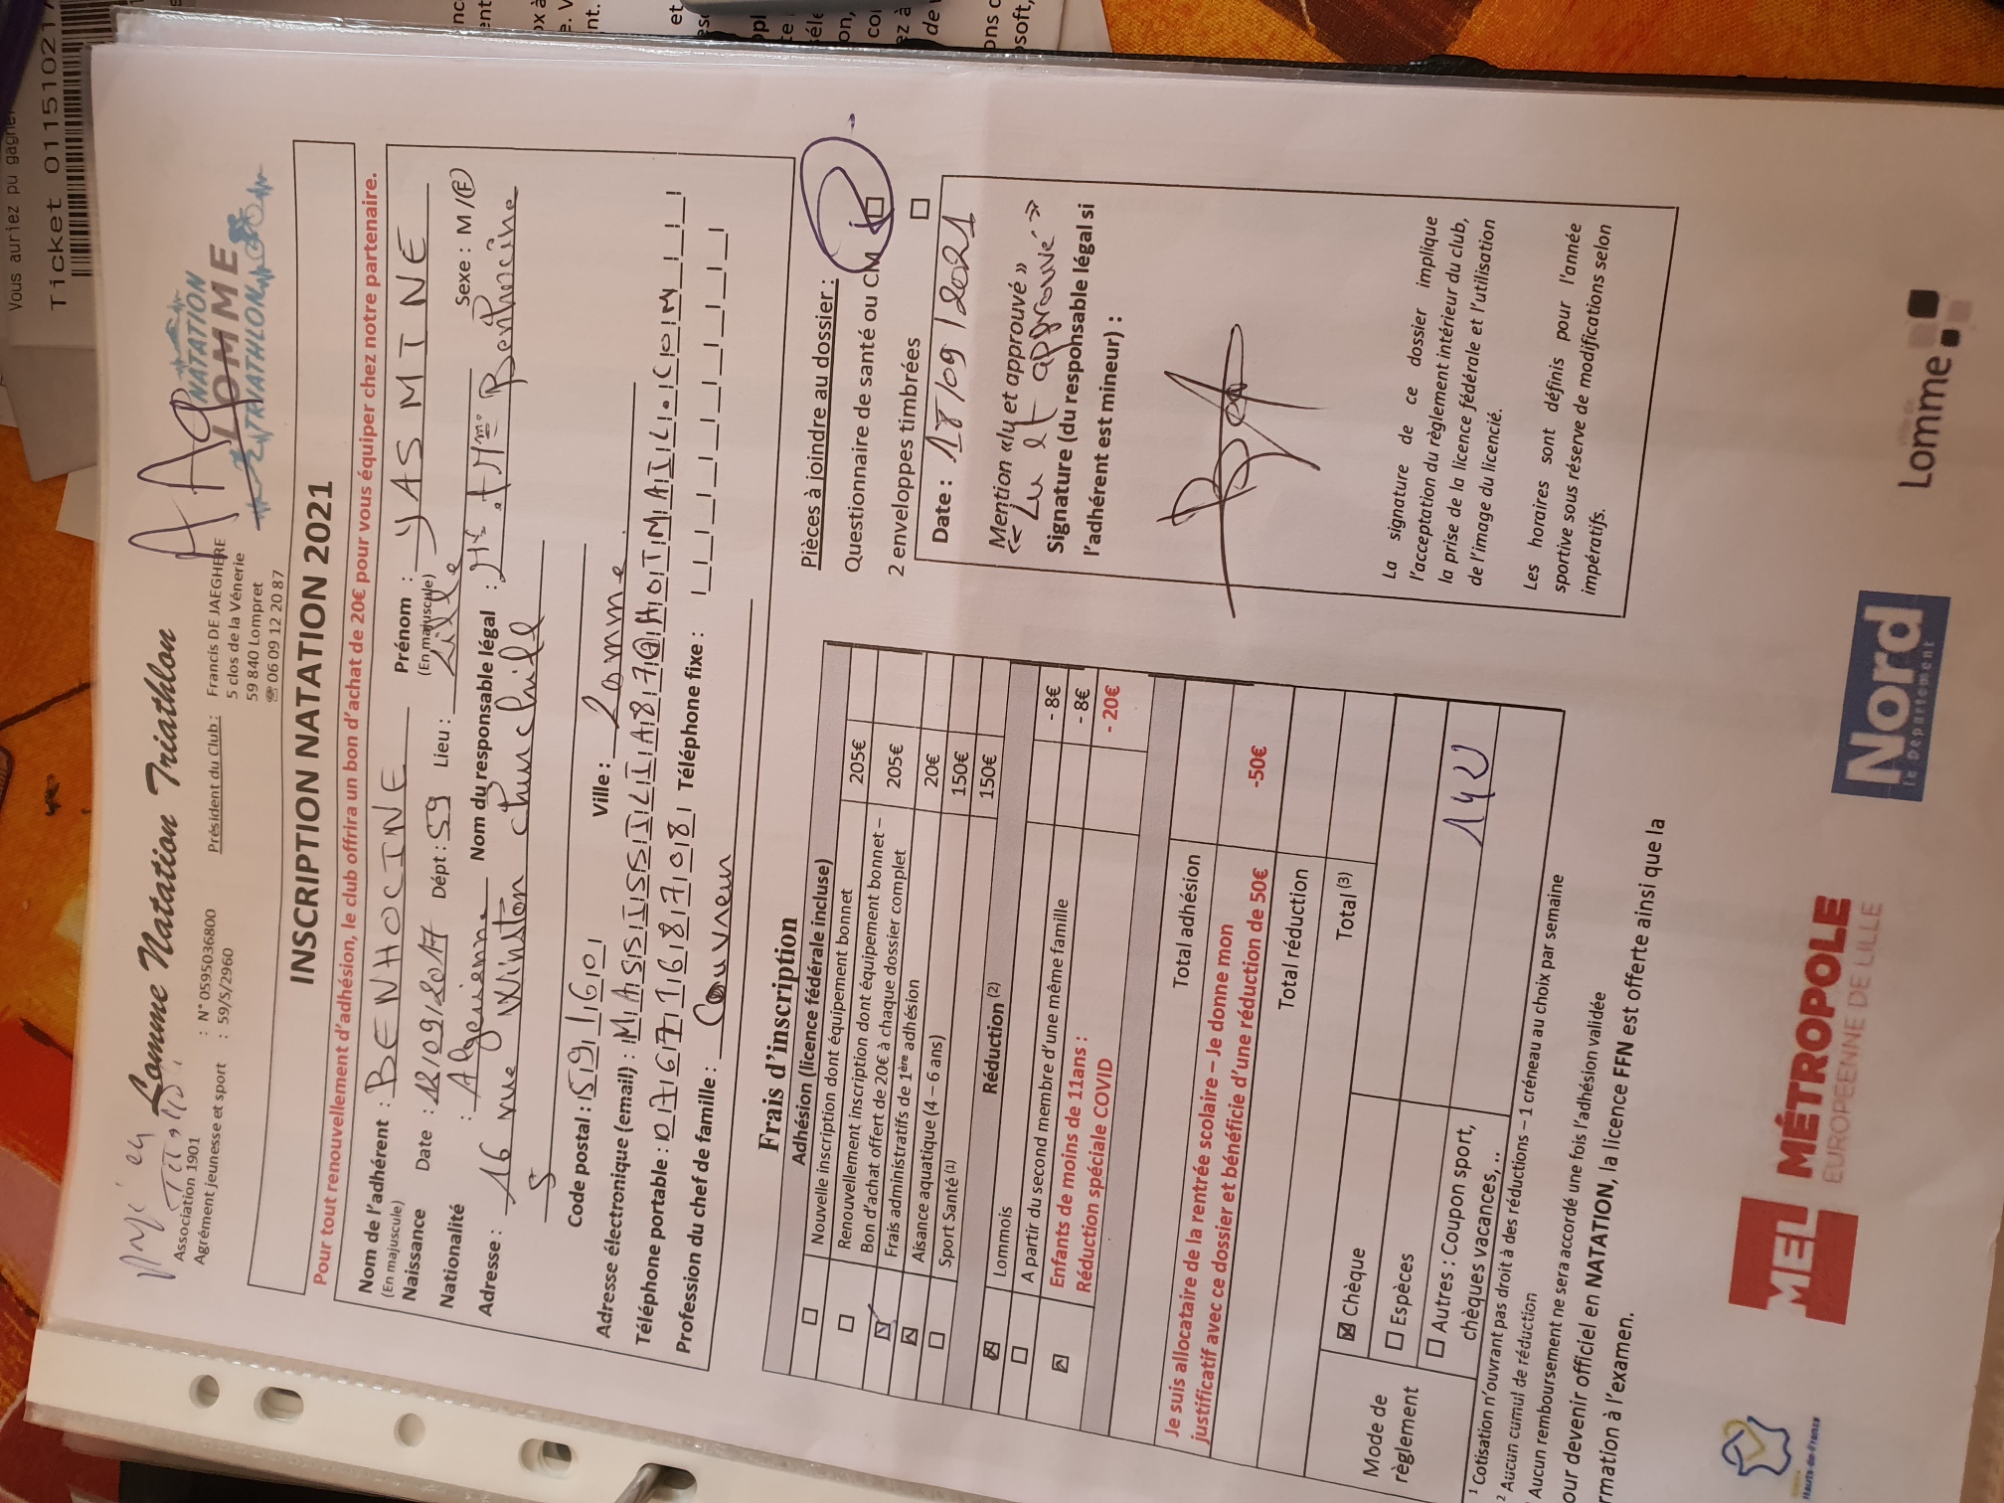 Vous auriez pu gagner
Ticket 01151021
Lomme Natation Triathlon
NATATION
LOMME
TRIATHLON
Association 1901
Agrément jeunesse et sport
: N° 0595036800
: 59/S/2960
Président du Club :
Francis DE JAEGHERE
5 clos de la Vénerie
59 840 Lompret
☏ 06 09 12 20 87
INSCRIPTION NATATION 2021
Pour tout renouvellement d'adhésion, le club offrira un bon d'achat de 20€ pour vous équiper chez notre partenaire.
Nom de l'adhérent : BENHOCINE Prénom : YASMINE
(En majuscule) (En majuscule)
Naissance Date : 12/09/2017 Dépt : 59 Lieu : Lille Sexe : M /F
Nationalité : Algerienne Nom du responsable légal : Mr. + Mme Benhocine
Adresse : 16 rue Winston churchill
Code postal : 59160 Ville : Lomme
Adresse électronique (email) : MASSISSILIA87@HOTMAIL.COM
Téléphone portable : 0767168708 Téléphone fixe :
Profession du chef de famille : Couvreur
Frais d'inscription
Adhésion (licence fédérale incluse)
☐ Nouvelle inscription dont équipement bonnet 205€
☐ Renouvellement inscription dont équipement bonnet –
Bon d'achat offert de 20€ à chaque dossier complet 205€
☒ Frais administratifs de 1ère adhésion 20€
☒ Aisance aquatique (4 – 6 ans) 150€
☐ Sport Santé (1) 150€
Réduction (2)
☒ Lommois - 8€
☐ A partir du second membre d'une même famille - 8€
☒ Enfants de moins de 11ans : - 20€
Réduction spéciale COVID
Total adhésion
Je suis allocataire de la rentrée scolaire – Je donne mon
justificatif avec ce dossier et bénéficie d'une réduction de 50€ -50€
Total réduction
Total (3)
Mode de
règlement
☒ Chèque
☐ Espèces
☐ Autres : Coupon sport,
chèques vacances,... 142
Pièces à joindre au dossier :
Questionnaire de santé ou CM ☐
2 enveloppes timbrées ☐
Date : 18/09/2021
Mention «lu et approuvé »
« Lu et approuvé »
Signature (du responsable légal si
l'adhérent est mineur) :
La signature de ce dossier implique
l'acceptation du règlement intérieur du club,
la prise de la licence fédérale et l'utilisation
de l'image du licencié.
Les horaires sont définis pour l'année
sportive sous réserve de modifications selon
impératifs.
1 Cotisation n'ouvrant pas droit à des réductions – 1 créneau au choix par semaine
2 Aucun cumul de réduction
Aucun remboursement ne sera accordé une fois l'adhésion validée
our devenir officiel en NATATION, la licence FFN est offerte ainsi que la
rmation à l'examen.
Hauts-de-France
MEL
MÉTROPOLE
EUROPÉENNE DE LILLE
Nord
le Département
ville de
Lomme